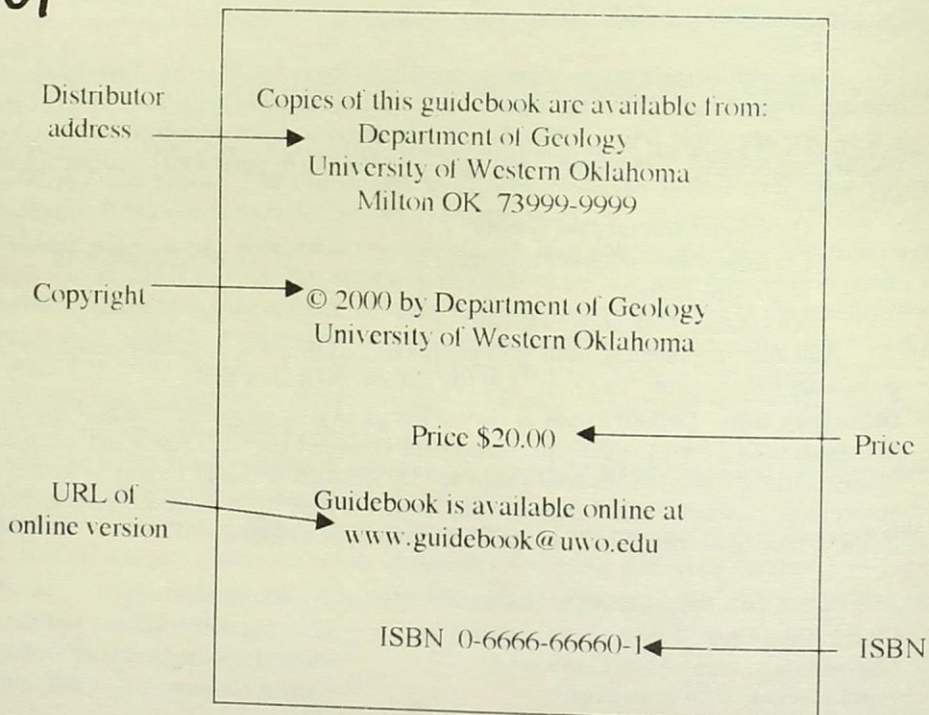 Distributor
address
Copies of this guidebook are available from:
Department of Geology
University of Western Oklahoma
Milton OK 73999-9999
Copyright
© 2000 by Department of Geology
University of Western Oklahoma
Price $20.00
Price
URL of
online version
Guidebook is available online at
www.guidebook@uwo.edu
ISBN 0-6666-66660-1
ISBN